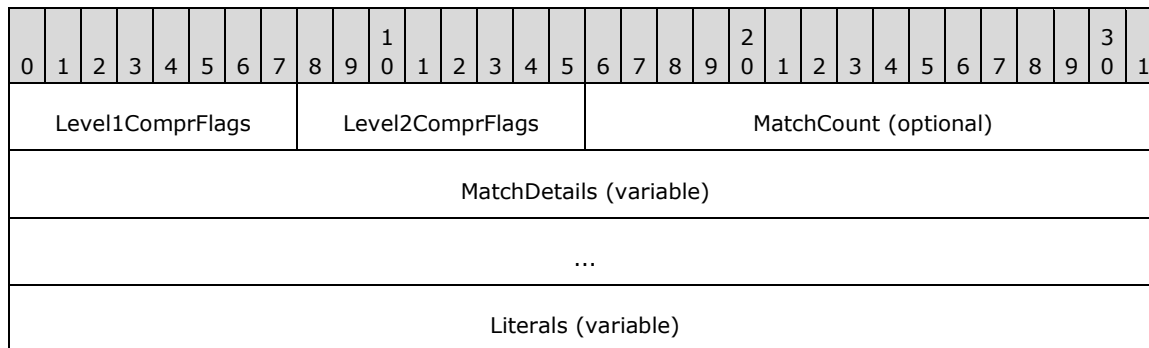 1 2 3
0 1 2 3 4 5 6 7 8 9 0 1 2 3 4 5 6 7 8 9 0 1 2 3 4 5 6 7 8 9 0 1
Level1ComprFlags Level2ComprFlags MatchCount (optional)
MatchDetails (variable)
...
Literals (variable)